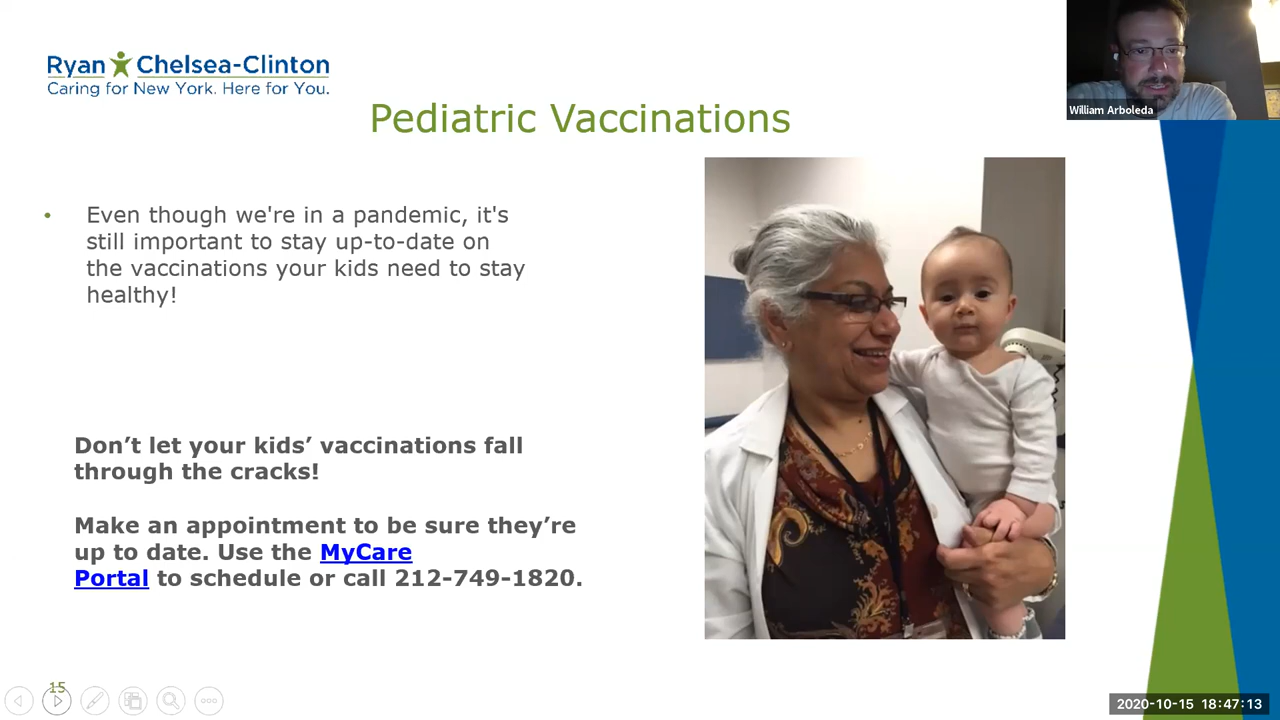 Ryan Chelsea-Clinton
Caring for New York. Here for You.
William Arboleda
Pediatric Vaccinations
• Even though we're in a pandemic, it's
still important to stay up-to-date on
the vaccinations your kids need to stay
healthy!
Don’t let your kids’ vaccinations fall
through the cracks!
Make an appointment to be sure they’re
up to date. Use the MyCare
Portal to schedule or call 212-749-1820.
15
2020-10-15 18:47:13